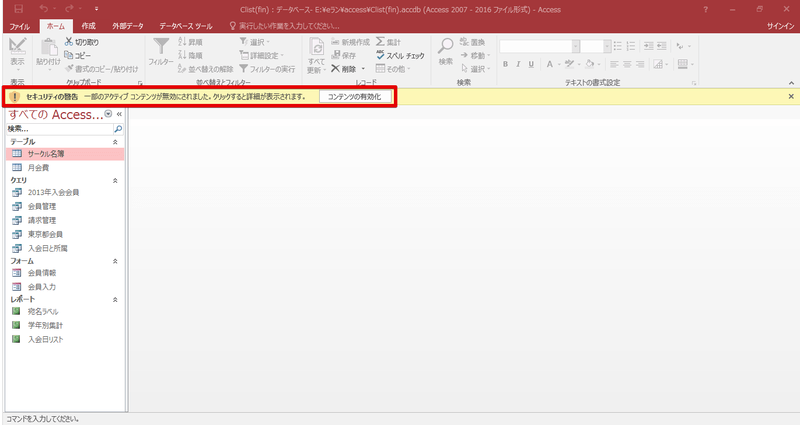 Clist(fin) : データベース- E:¥eラン¥access¥Clist(fin).accdb (Access 2007 - 2016 ファイル形式) - Access
ファイル ホーム 作成 外部データ データベース ツール 実行したい作業を入力してください... サインイン
表示
表示
貼り付け
切り取り
コピー
書式のコピー/貼り付け
クリップボード
フィルター
昇順
降順
並べ替えの解除
選択
詳細設定
フィルターの実行
並べ替えとフィルター
すべて
更新
新規作成
保存
削除
集計
スペル チェック
その他
レコード
検索
置換
移動
選択
検索
B I U A
テキストの書式設定
セキュリティの警告 一部のアクティブ コンテンツが無効にされました。クリックすると詳細が表示されます。 コンテンツの有効化
すべての Access...
検索...
テーブル
サークル名簿
月会費
クエリ
2013年入会会員
会員管理
請求管理
東京都会員
入会日と所属
フォーム
会員情報
会員入力
レポート
宛名ラベル
学年別集計
入会日リスト
コマンドを入力してください。